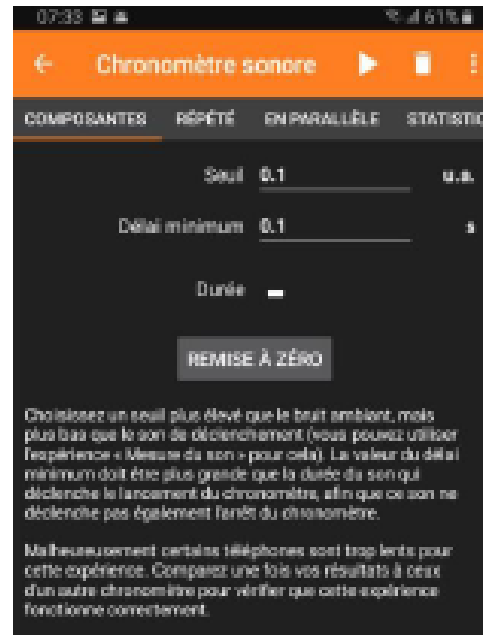 07:33 61%
Chronomètre sonore
COMPOSANTES RÉPÉTÉ EN PARALLÈLE STATISTIC
Seuil 0.1 u.a.
Délai minimum 0.1 s
Durée -
REMISE À ZÉRO
Choisissez un seuil plus élevé que le bruit ambiant, mais
plus bas que le son de déclenchement (vous pouvez utiliser
l'expérience « Mesure du son » pour cela). La valeur du délai
minimum doit être plus grande que la durée du son qui
déclenche le lancement du chronomètre, afin que ce son ne
déclenche pas également l'arrêt du chronomètre.
Malheureusement certains téléphones sont trop lents pour
cette expérience. Comparez une fois vos résultats à ceux
d'un autre chronomètre pour vérifier que cette expérience
fonctionne correctement.